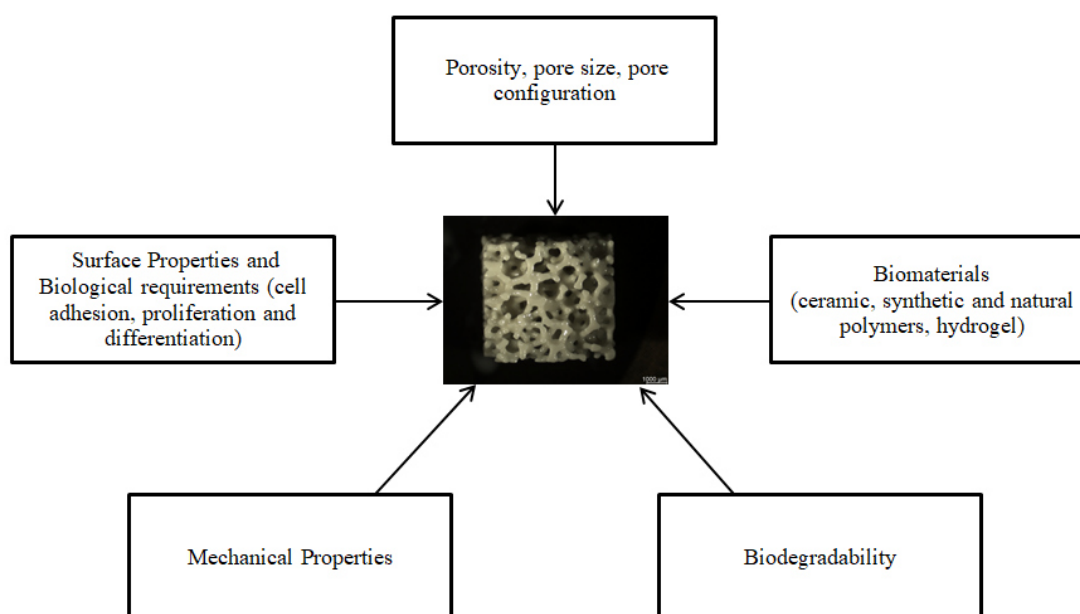 Porosity, pore size, pore
configuration
Surface Properties and
Biological requirements (cell
adhesion, proliferation and
differentiation)
Biomaterials
(ceramic, synthetic and natural
polymers, hydrogel)
1000 µm
Mechanical Properties
Biodegradability